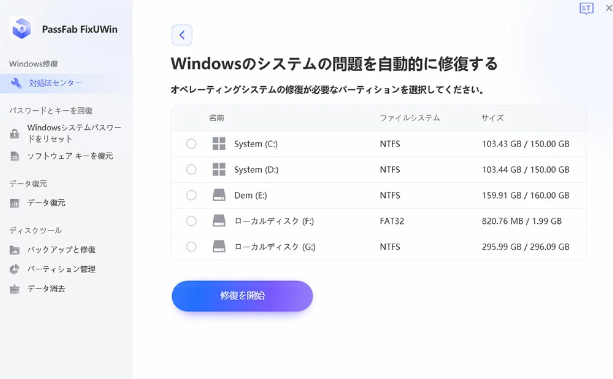 PassFab FixUWin
Windows修復
対処法センター
パスワードとキーを回復
Windowsシステムパスワー
ドをリセット
ソフトウェア キーを復元
データ復元
データ復元
ディスクツール
バックアップと修復
パーティション管理
データ消去
Windowsのシステムの問題を自動的に修復する
オペレーティングシステムの修復が必要なパーティションを選択してください。
名前 ファイルシステム サイズ
System (C:) NTFS 103.43 GB / 150.00 GB
System (D:) NTFS 103.44 GB / 150.00 GB
Dem (E:) NTFS 159.91 GB / 160.00 GB
ローカルディスク (F:) FAT32 820.76 MB / 1.99 GB
ローカルディスク (G:) NTFS 295.99 GB / 296.09 GB
修復を開始